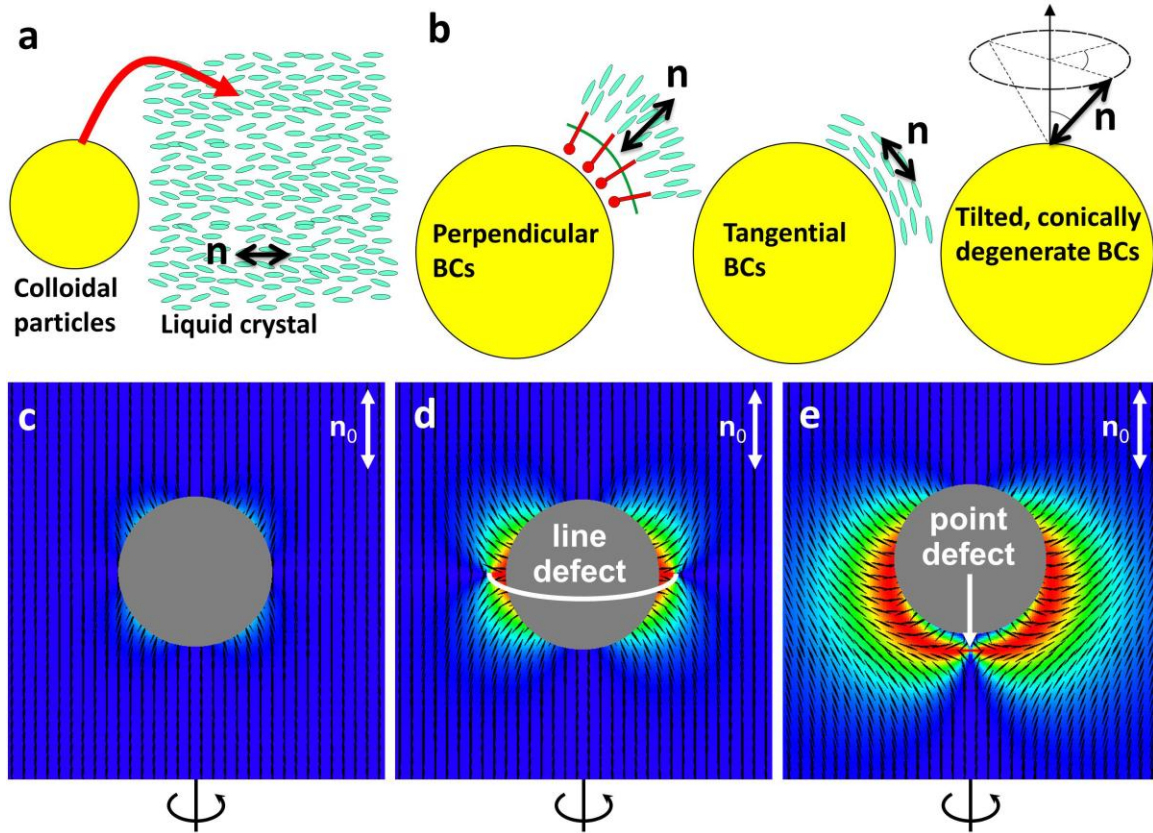 a
n
Colloidal
particles
Liquid crystal
b
n
Perpendicular
BCs
n
Tangential
BCs
n
Tilted, conically
degenerate BCs
c
n₀
d
n₀
line
defect
e
n₀
point
defect